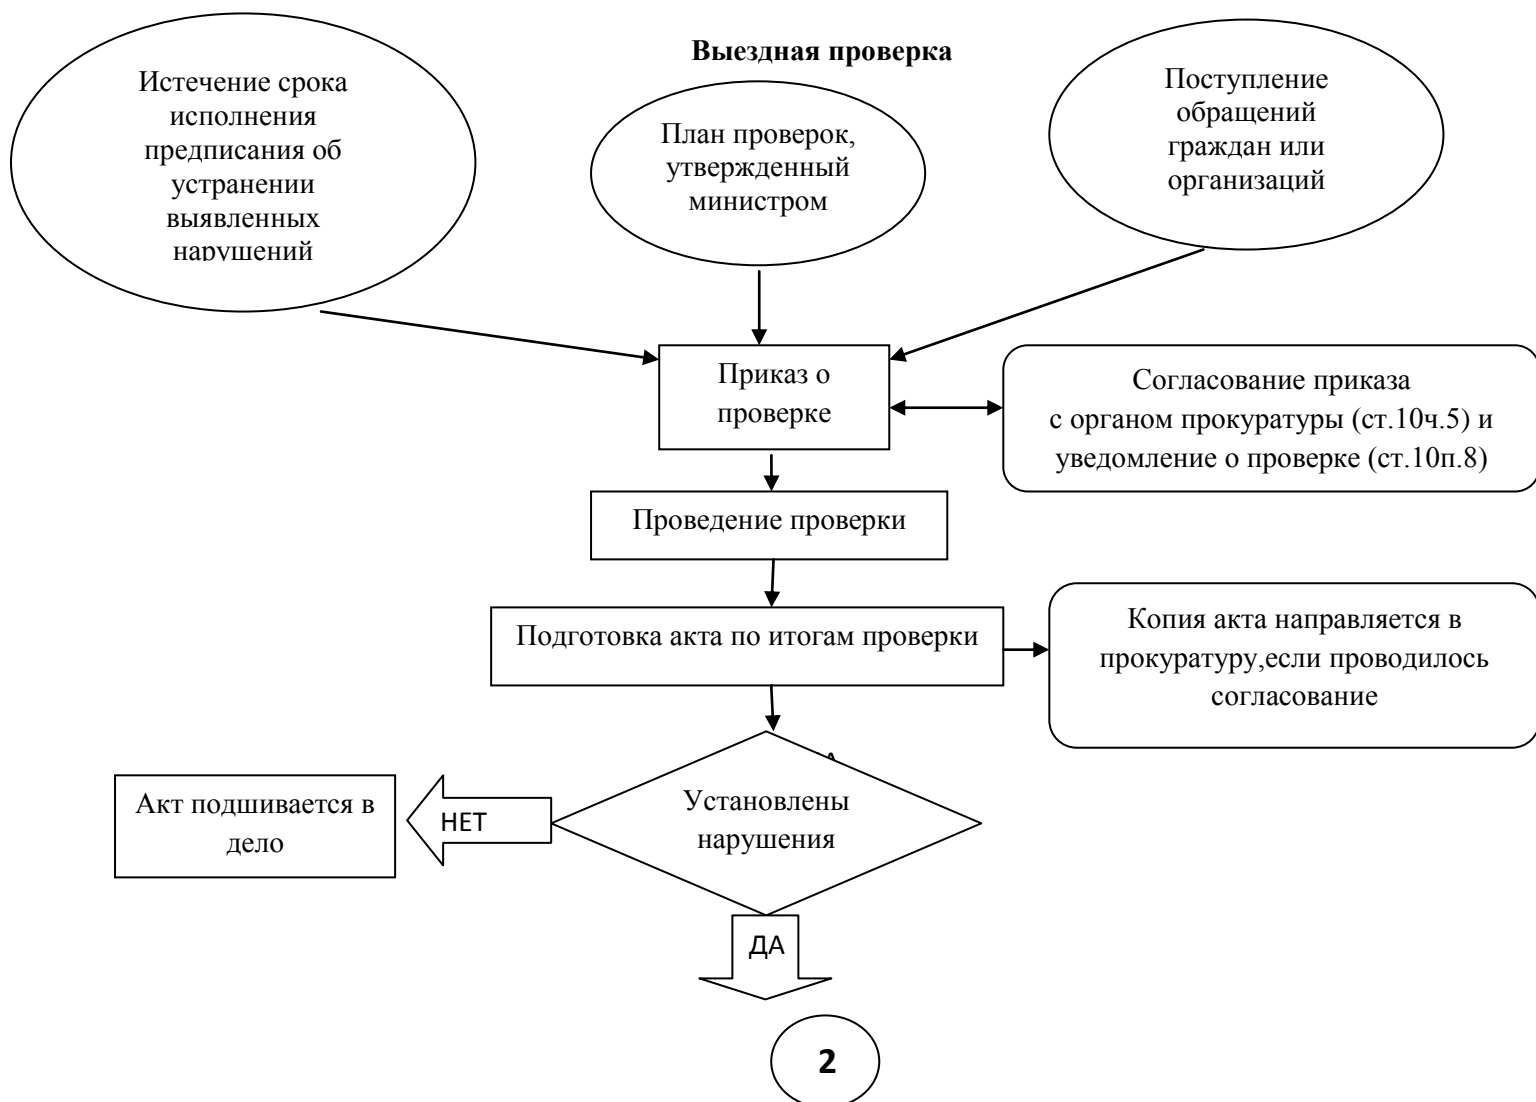 Выездная проверка
Истечение срока
исполнения
предписания об
устранении
выявленных
нарушений
План проверок,
утвержденный
министром
Поступление
обращений
граждан или
организаций
Приказ о
проверке
Согласование приказа
с органом прокуратуры (ст.10ч.5) и
уведомление о проверке (ст.10п.8)
Проведение проверки
Подготовка акта по итогам проверки
Копия акта направляется в
прокуратуру,если проводилось
согласование
Акт подшивается в
дело
НЕТ
Установлены
нарушения
ДА
2